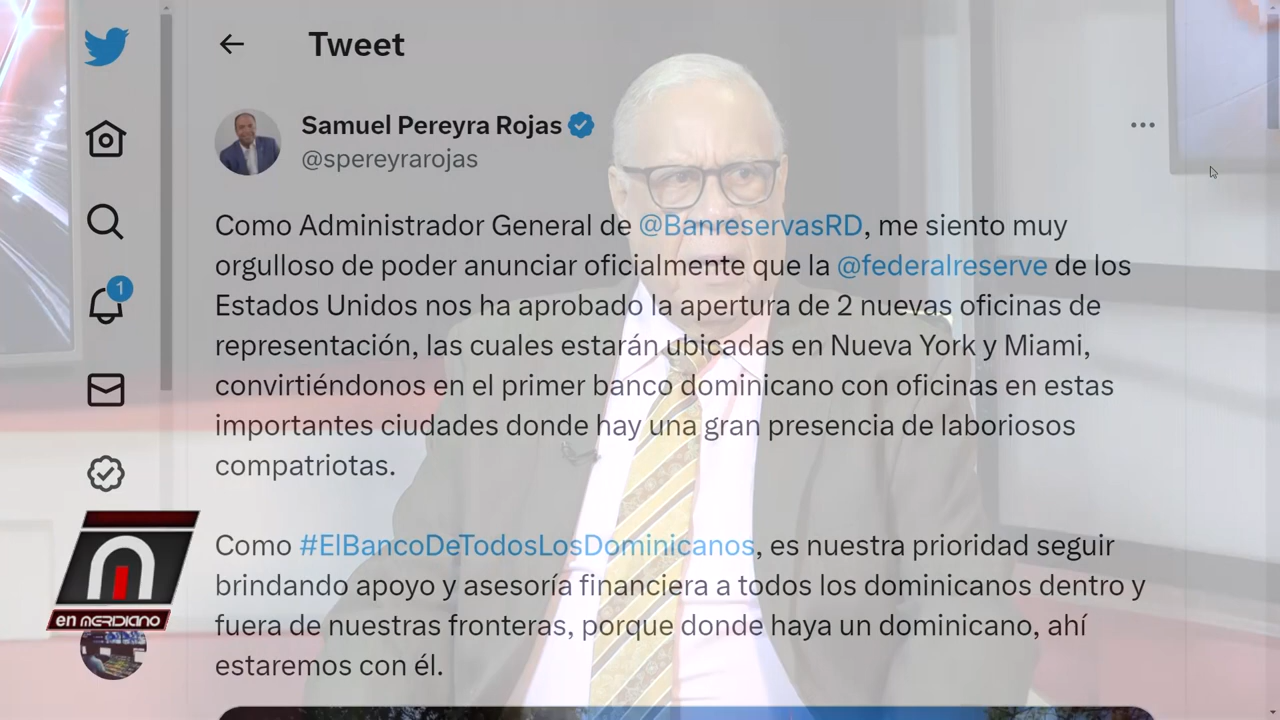 Tweet
Samuel Pereyra Rojas
@spereyrarojas
Como Administrador General de @BanreservasRD, me siento muy
orgulloso de poder anunciar oficialmente que la @federalreserve de los
Estados Unidos nos ha aprobado la apertura de 2 nuevas oficinas de
representación, las cuales estarán ubicadas en Nueva York y Miami,
convirtiéndonos en el primer banco dominicano con oficinas en estas
importantes ciudades donde hay una gran presencia de laboriosos
compatriotas.
Como #ElBancoDeTodosLosDominicanos, es nuestra prioridad seguir
brindando apoyo y asesoría financiera a todos los dominicanos dentro y
fuera de nuestras fronteras, porque donde haya un dominicano, ahí
estaremos con él.
1
en MERIDIANO